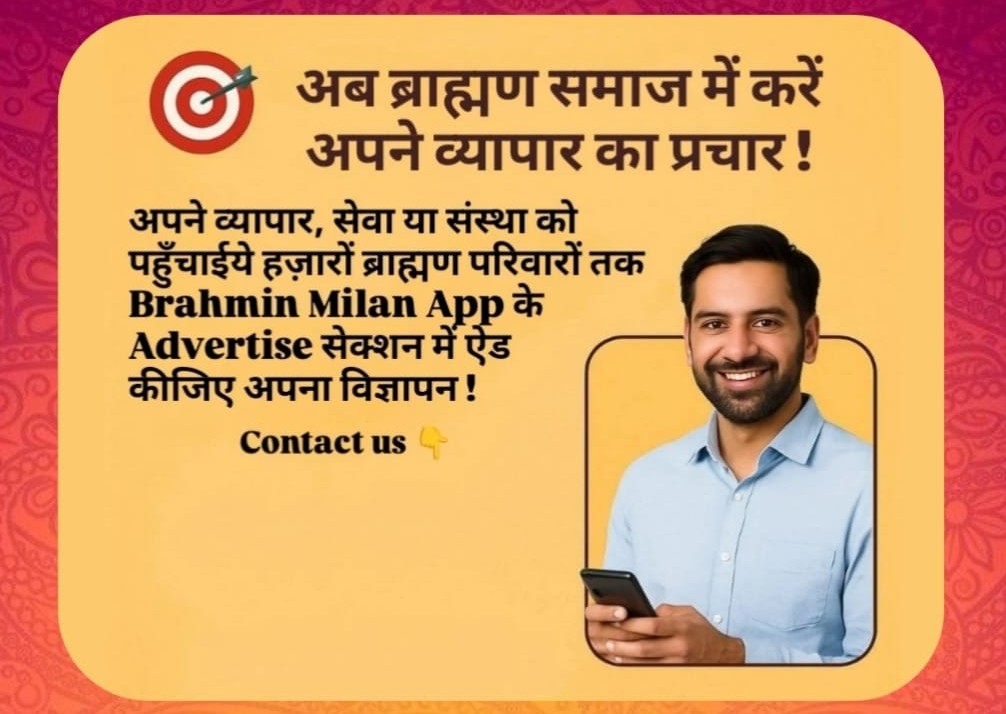 अब ब्राह्मण समाज में करें
अपने व्यापार का प्रचार !
अपने व्यापार, सेवा या संस्था को
पहुँचाईये हज़ारों ब्राह्मण परिवारों तक
Brahmin Milan App के
Advertise सेक्शन में ऐड
कीजिए अपना विज्ञापन !
Contact us 👇